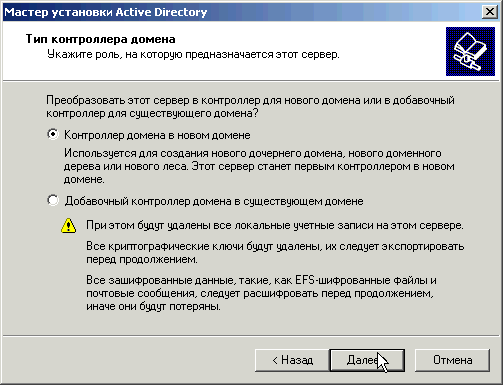 Мастер установки Active Directory
Тип контроллера домена
Укажите роль, на которую предназначается этот сервер.
Преобразовать этот сервер в контроллер для нового домена или в добавочный
контроллер для существующего домена?
Контроллер домена в новом домене
Используется для создания нового дочернего домена, нового доменного
дерева или нового леса. Этот сервер станет первым контроллером в новом
домене.
Добавочный контроллер домена в существующем домене
При этом будут удалены все локальные учетные записи на этом сервере.
Все криптографические ключи будут удалены, их следует экспортировать
перед продолжением.
Все зашифрованные данные, такие, как EFS-шифрованные файлы и
почтовые сообщения, следует расшифровать перед продолжением,
иначе они будут потеряны.
< Назад
Далее
Отмена